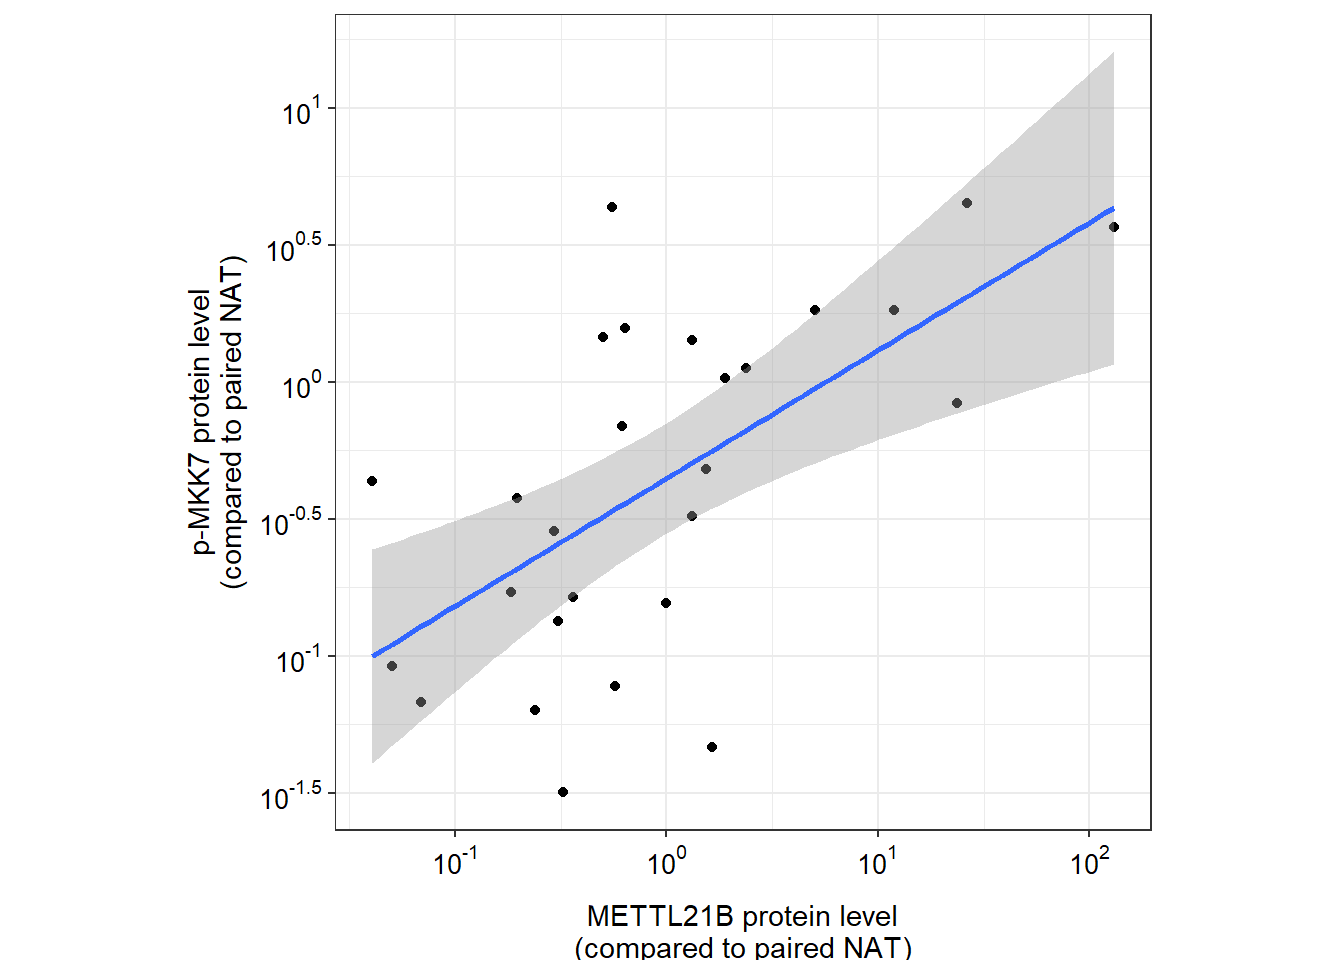 p-MKK7 protein level
(compared to paired NAT)
10^1
10^0.5
10^0
10^-0.5
10^-1
10^-1.5
10^-1 10^0 10^1 10^2
METTL21B protein level
(compared to paired NAT)